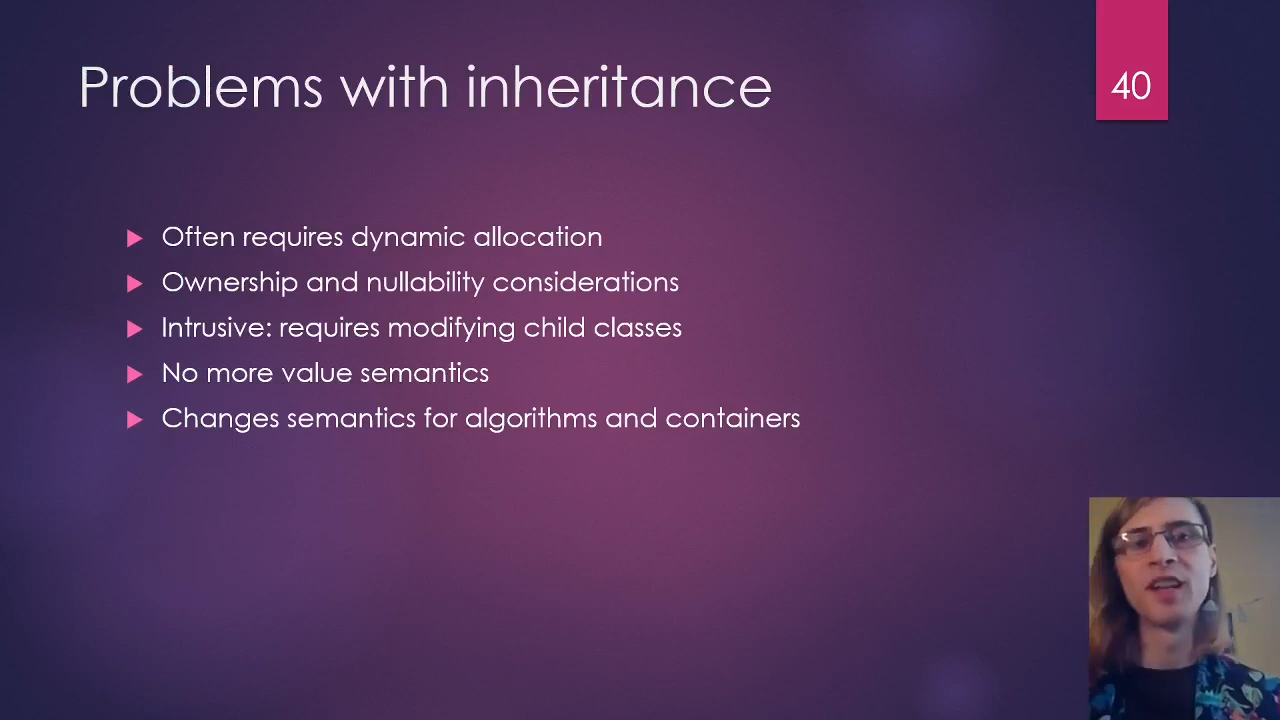 Problems with inheritance
40
Often requires dynamic allocation
Ownership and nullability considerations
Intrusive: requires modifying child classes
No more value semantics
Changes semantics for algorithms and containers